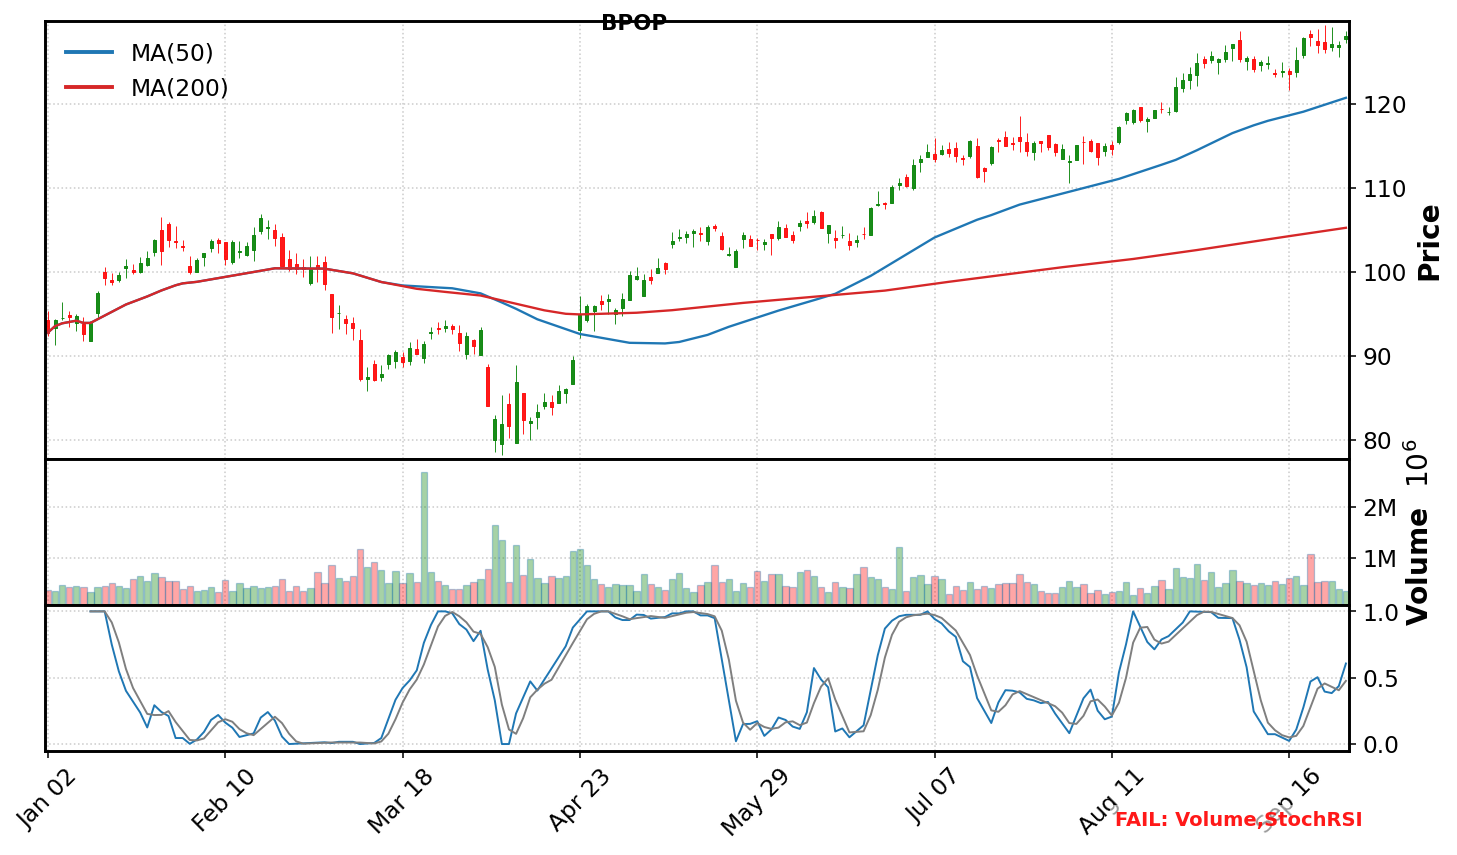 BPOP
MA(50)
MA(200)
120
110
100
90
80
Price
10^6
2M
1M
Volume
1.0
0.5
0.0
Jan 02
Feb 10
Mar 18
Apr 23
May 29
Jul 07
Aug 11
Sep 16
FAIL: Volume,StochRSI